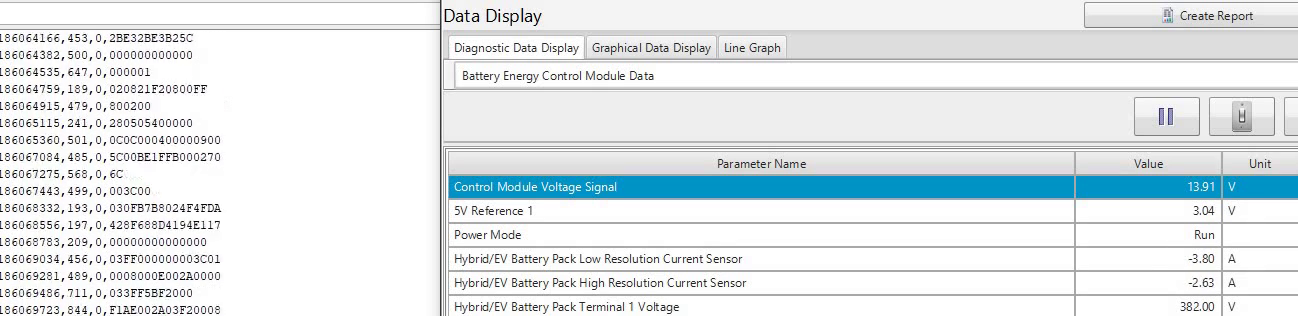 186064166,453,0,2BE32BE3B25C
186064382,500,0,000000000000
186064535,647,0,000001
186064759,189,0,020821F20800FF
186064915,479,0,800200
186065115,241,0,280505400000
186065360,501,0,0C0C000400000900
186067084,485,0,5C00BE1FFB000270
186067275,568,0,6C
186067443,499,0,003C00
186068332,193,0,030FB7B8024F4FDA
186068556,197,0,428F688D4194E117
186068783,209,0,00000000000000
186069034,456,0,03FF000000003C01
186069281,489,0,0008000E002A0000
186069486,711,0,033FF5BF2000
186069723,844,0,F1AE002A03F20008
Data Display
Create Report
Diagnostic Data Display Graphical Data Display Line Graph
Battery Energy Control Module Data
Parameter Name Value Unit
Control Module Voltage Signal 13.91 V
5V Reference 1 3.04 V
Power Mode Run
Hybrid/EV Battery Pack Low Resolution Current Sensor -3.80 A
Hybrid/EV Battery Pack High Resolution Current Sensor -2.63 A
Hybrid/EV Battery Pack Terminal 1 Voltage 382.00 V